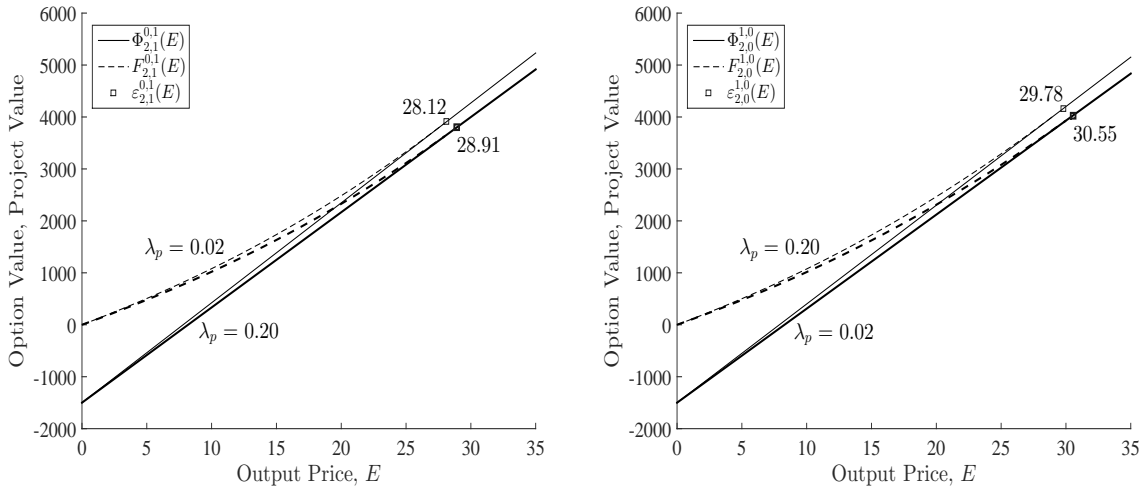 Φ^{0,1}_{2,1}(E)
F^{0,1}_{2,1}(E)
ε^{0,1}_{2,1}(E)
6000
5000
4000
3000
2000
1000
0
-1000
-2000
Option Value, Project Value
28.12
28.91
λ_p = 0.02
λ_p = 0.20
0 5 10 15 20 25 30 35
Output Price, E
Φ^{1,0}_{2,0}(E)
F^{1,0}_{2,0}(E)
ε^{1,0}_{2,0}(E)
6000
5000
4000
3000
2000
1000
0
-1000
-2000
Option Value, Project Value
29.78
30.55
λ_p = 0.20
λ_p = 0.02
0 5 10 15 20 25 30 35
Output Price, E